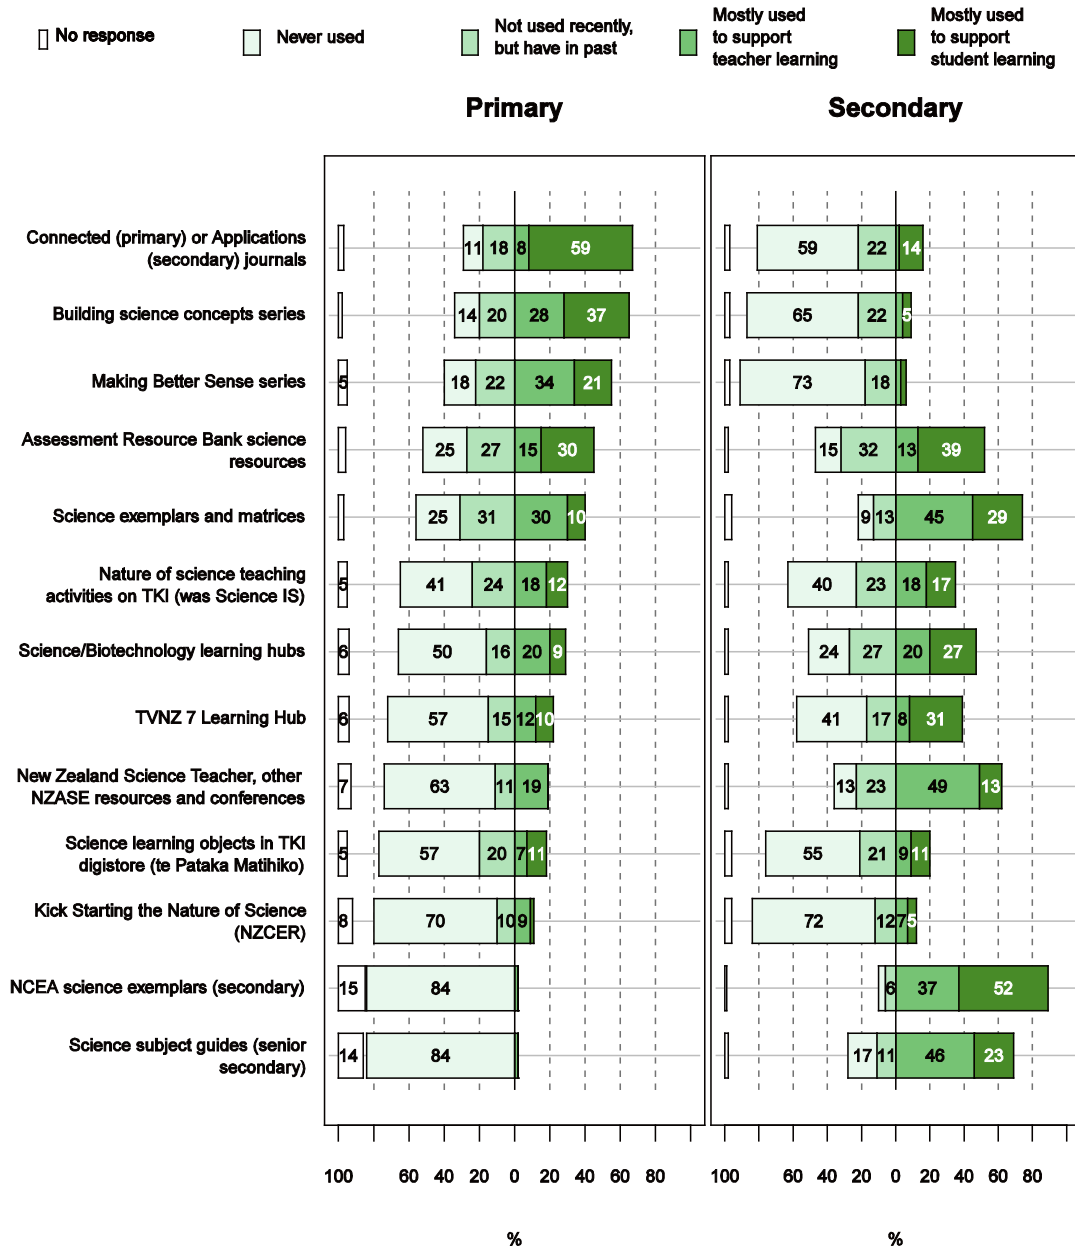 No response
Never used
Not used recently,
but have in past
Mostly used
to support
teacher learning
Mostly used
to support
student learning
Primary
Secondary
Connected (primary) or Applications
(secondary) journals
11 18 8 59
59 22 14
Building science concepts series
14 20 28 37
65 22 5
Making Better Sense series
5 18 22 34 21
73 18
Assessment Resource Bank science
resources
25 27 15 30
15 32 13 39
Science exemplars and matrices
25 31 30 10
9 13 45 29
Nature of science teaching
activities on TKI (was Science IS)
5 41 24 18 12
40 23 18 17
Science/Biotechnology learning hubs
6 50 16 20 9
24 27 20 27
TVNZ 7 Learning Hub
6 57 15 12 10
41 17 8 31
New Zealand Science Teacher, other
NZASE resources and conferences
7 63 11 19
13 23 49 13
Science learning objects in TKI
digistore (te Pataka Matihiko)
5 57 20 7 11
55 21 9 11
Kick Starting the Nature of Science
(NZCER)
8 70 10 9
72 12 7 5
NCEA science exemplars (secondary)
15 84
6 37 52
Science subject guides (senior
secondary)
14 84
17 11 46 23
100 60 40 20 0 20 40 60 80
100 60 40 20 0 20 40 60 80
%
%